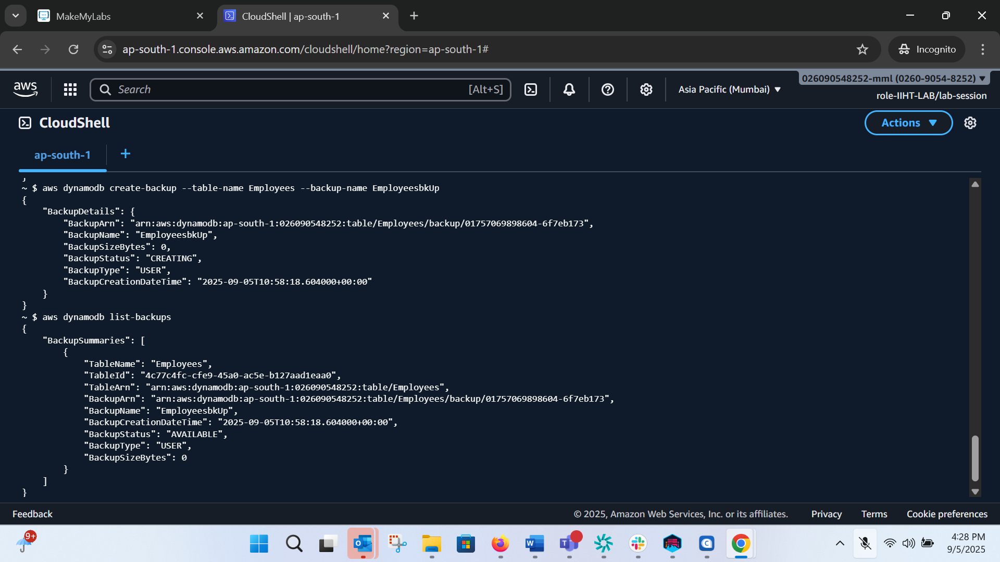 MakeMyLabs
CloudShell | ap-south-1
ap-south-1.console.aws.amazon.com/cloudshell/home?region=ap-south-1#
Incognito
aws
Search
[Alt+S]
Asia Pacific (Mumbai) ▼
026090548252-mml (0260-9054-8252) ▼
role-IIHT-LAB/lab-session
CloudShell
Actions ▼
ap-south-1
+
}
~ $ aws dynamodb create-backup --table-name Employees --backup-name EmployeesbkUp
{
    "BackupDetails": {
        "BackupArn": "arn:aws:dynamodb:ap-south-1:026090548252:table/Employees/backup/01757069898604-6f7eb173",
        "BackupName": "EmployeesbkUp",
        "BackupSizeBytes": 0,
        "BackupStatus": "CREATING",
        "BackupType": "USER",
        "BackupCreationDateTime": "2025-09-05T10:58:18.604000+00:00"
    }
}
~ $ aws dynamodb list-backups
{
    "BackupSummaries": [
        {
            "TableName": "Employees",
            "TableId": "4c77c4fc-cfe9-45a0-ac5e-b127aad1eaa0",
            "TableArn": "arn:aws:dynamodb:ap-south-1:026090548252:table/Employees",
            "BackupArn": "arn:aws:dynamodb:ap-south-1:026090548252:table/Employees/backup/01757069898604-6f7eb173",
            "BackupName": "EmployeesbkUp",
            "BackupCreationDateTime": "2025-09-05T10:58:18.604000+00:00",
            "BackupStatus": "AVAILABLE",
            "BackupType": "USER",
            "BackupSizeBytes": 0
        }
    ]
}
Feedback
© 2025, Amazon Web Services, Inc. or its affiliates.
Privacy
Terms
Cookie preferences
9+
4:28 PM
9/5/2025